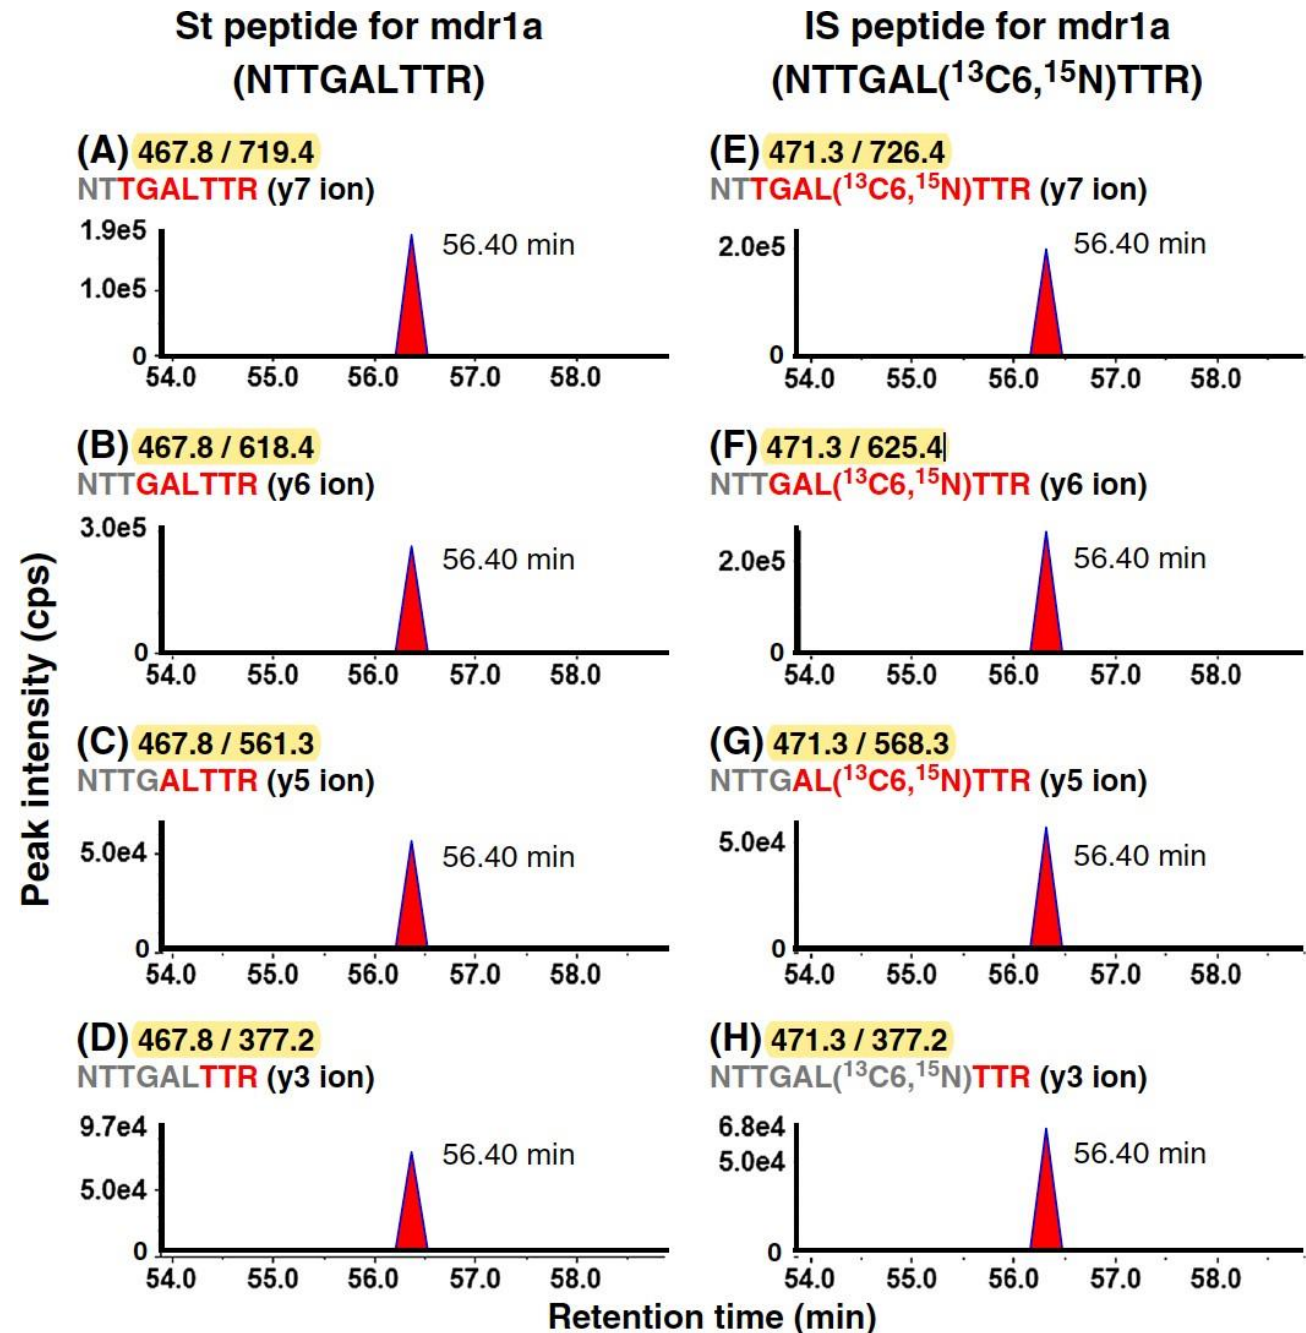 St peptide for mdr1a
(NTTGALTTR)
IS peptide for mdr1a
(NTTGAL(¹³C6,¹⁵N)TTR)
Peak intensity (cps)
(A) 467.8 / 719.4
NTTGALTTR (y7 ion)
1.9e5
1.0e5
0
56.40 min
54.0 55.0 56.0 57.0 58.0
(E) 471.3 / 726.4
NTTGAL(¹³C6,¹⁵N)TTR (y7 ion)
2.0e5
0
56.40 min
54.0 55.0 56.0 57.0 58.0
(B) 467.8 / 618.4
NTTGALTTR (y6 ion)
3.0e5
0
56.40 min
54.0 55.0 56.0 57.0 58.0
(F) 471.3 / 625.4
NTTGAL(¹³C6,¹⁵N)TTR (y6 ion)
2.0e5
0
56.40 min
54.0 55.0 56.0 57.0 58.0
(C) 467.8 / 561.3
NTTGALTTR (y5 ion)
5.0e4
0
56.40 min
54.0 55.0 56.0 57.0 58.0
(G) 471.3 / 568.3
NTTGAL(¹³C6,¹⁵N)TTR (y5 ion)
5.0e4
0
56.40 min
54.0 55.0 56.0 57.0 58.0
(D) 467.8 / 377.2
NTTGALTTR (y3 ion)
9.7e4
5.0e4
0
56.40 min
54.0 55.0 56.0 57.0 58.0
(H) 471.3 / 377.2
NTTGAL(¹³C6,¹⁵N)TTR (y3 ion)
6.8e4
5.0e4
0
56.40 min
54.0 55.0 56.0 57.0 58.0
Retention time (min)